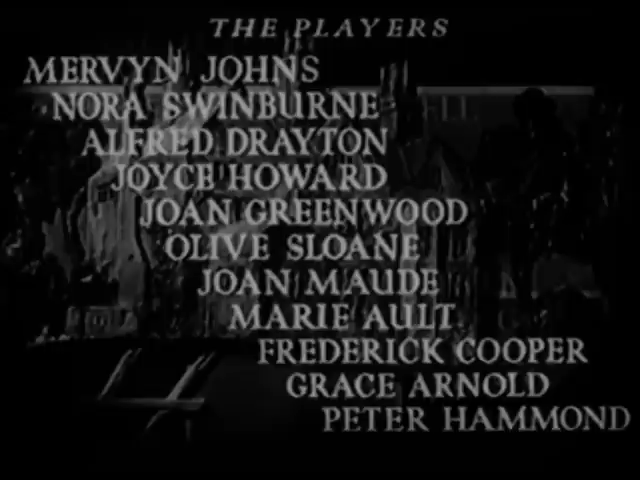 THE PLAYERS
MERVYN JOHNS
NORA SWINBURNE
ALFRED DRAYTON
JOYCE HOWARD
JOAN GREENWOOD
OLIVE SLOANE
JOAN MAUDE
MARIE AULT
FREDERICK COOPER
GRACE ARNOLD
PETER HAMMOND